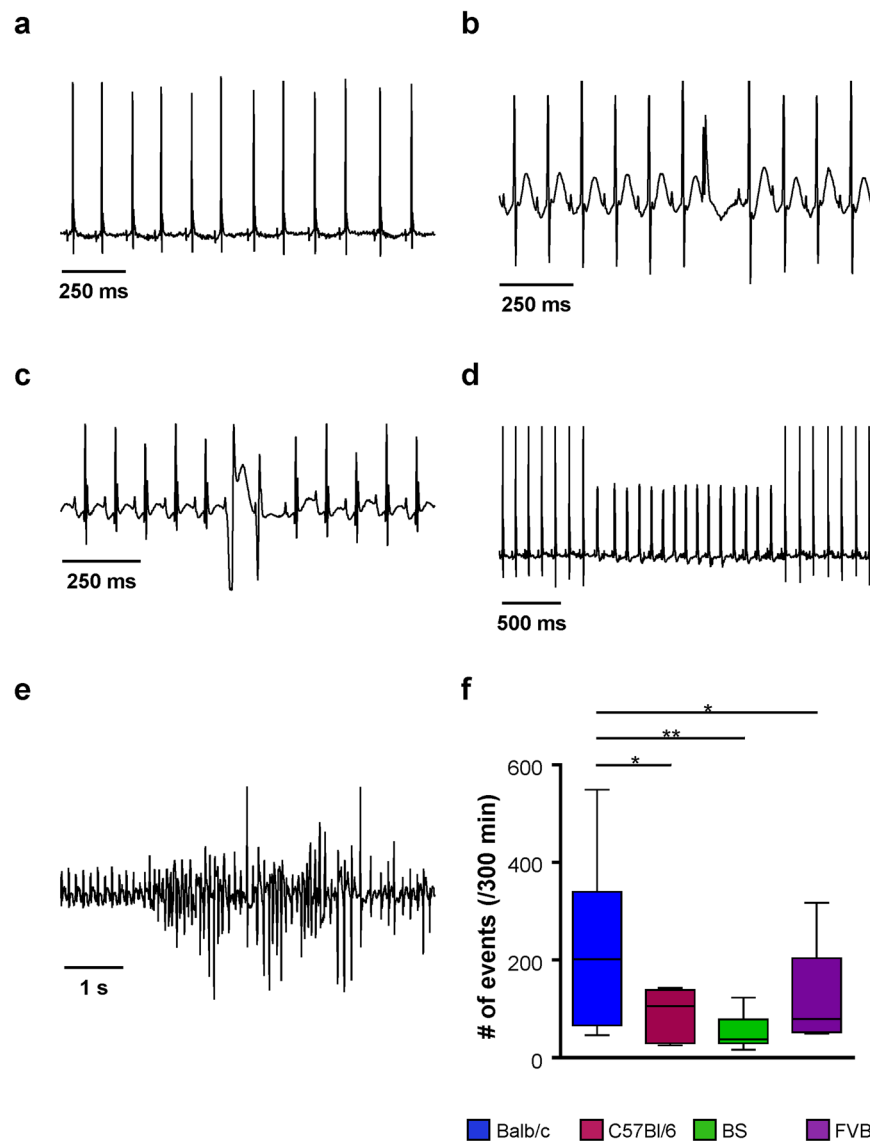 a
b
250 ms
250 ms
c
d
250 ms
500 ms
e
f
1 s
*
**
*
# of events (/300 min)
600
400
200
0
Balb/c
C57Bl/6
BS
FVB